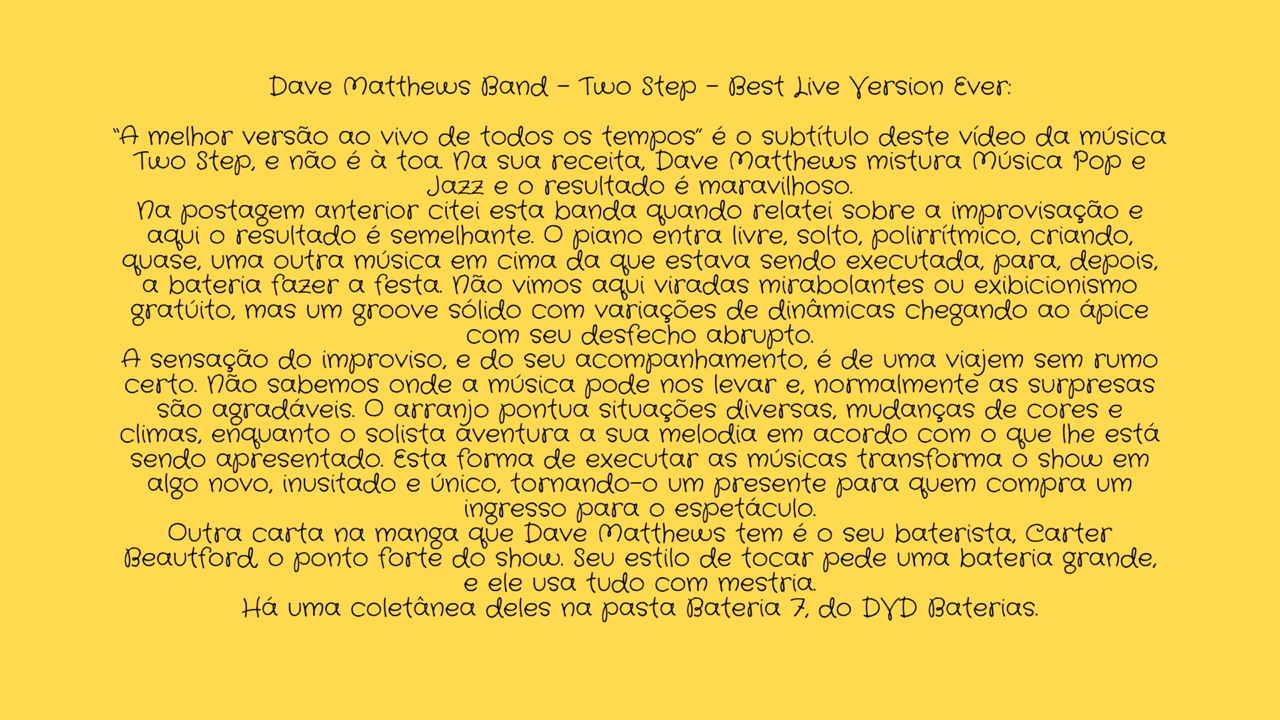 Dave Matthews Band - Two Step - Best Live Version Ever:
“A melhor versão ao vivo de todos os tempos” é o subtítulo deste vídeo da música
Two Step, e não é à toa. Na sua receita, Dave Matthews mistura Música Pop e
Jazz e o resultado é maravilhoso.
Na postagem anterior citei esta banda quando relatei sobre a improvisação e
aqui o resultado é semelhante. O piano entra livre, solto, polirrítmico, criando,
quase, uma outra música em cima da que estava sendo executada, para, depois,
a bateria fazer a festa. Não vimos aqui viradas mirabolantes ou exibicionismo
gratúito, mas um groove sólido com variações de dinâmicas chegando ao ápice
com seu desfecho abrupto.
A sensação do improviso, e do seu acompanhamento, é de uma viajem sem rumo
certo. Não sabemos onde a música pode nos levar e, normalmente as surpresas
são agradáveis. O arranjo pontua situações diversas, mudanças de cores e
climas, enquanto o solista aventura a sua melodia em acordo com o que lhe está
sendo apresentado. Esta forma de executar as músicas transforma o show em
algo novo, inusitado e único, tornando-o um presente para quem compra um
ingresso para o espetáculo.
Outra carta na manga que Dave Matthews tem é o seu baterista, Carter
Beautford, o ponto forte do show. Seu estilo de tocar pede uma bateria grande,
e ele usa tudo com mestria.
Há uma coletânea deles na pasta Bateria 7, do DVD Baterias.